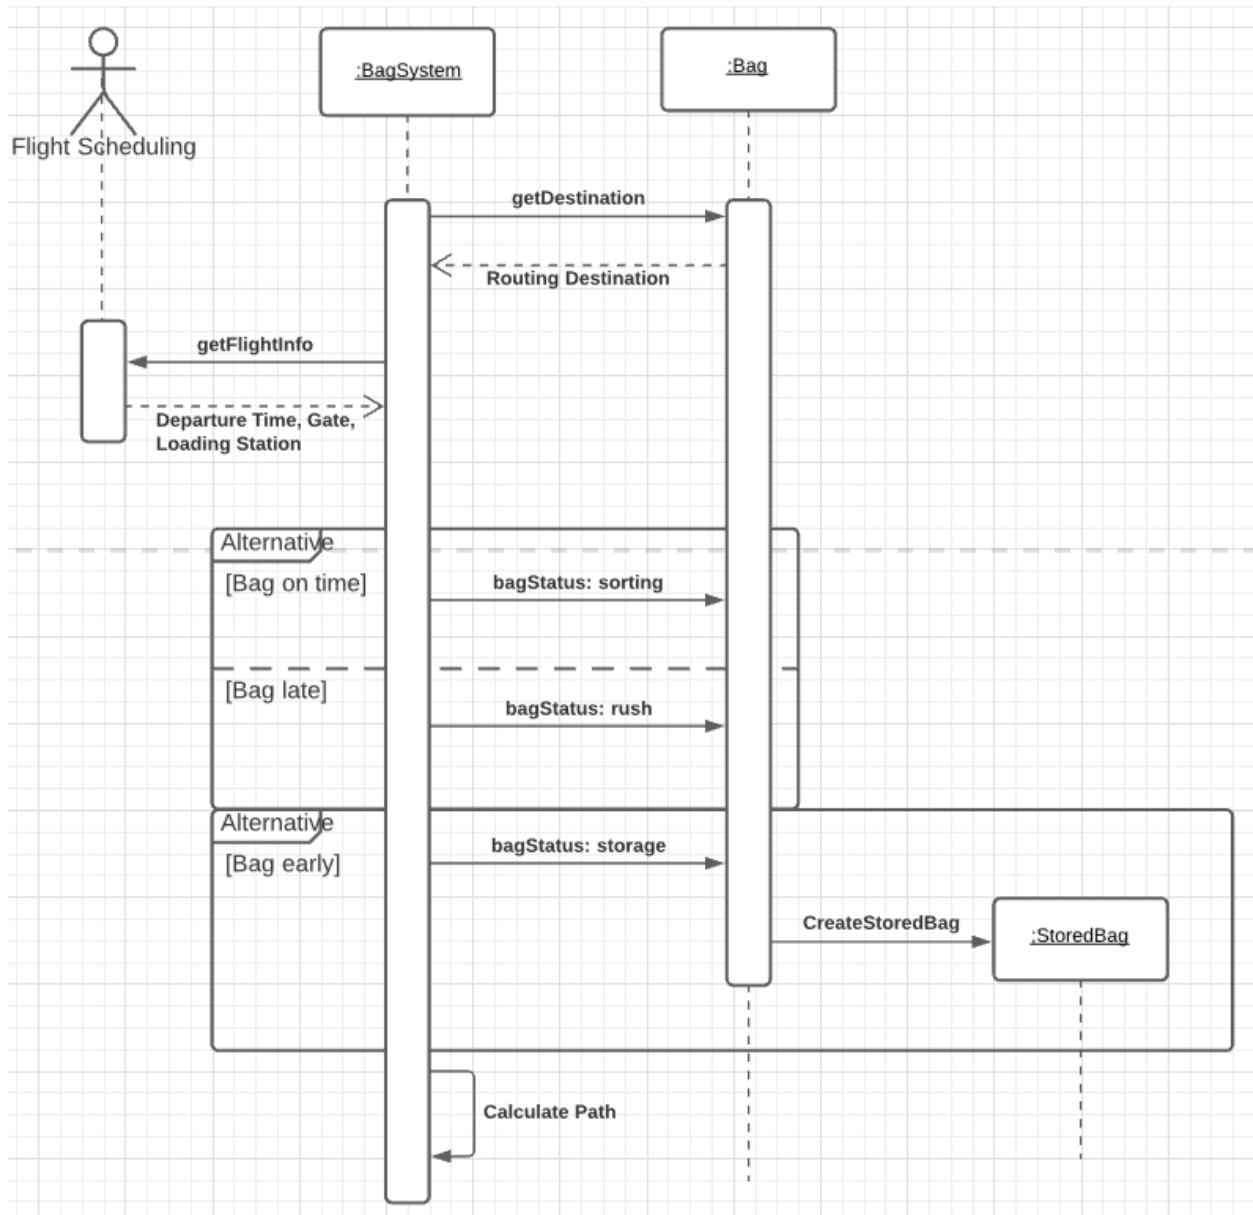 :BagSystem
:Bag
Flight Scheduling
getDestination
Routing Destination
getFlightInfo
Departure Time, Gate,
Loading Station
Alternative
[Bag on time]
bagStatus: sorting
[Bag late]
bagStatus: rush
Alternative
[Bag early]
bagStatus: storage
CreateStoredBag
:StoredBag
Calculate Path